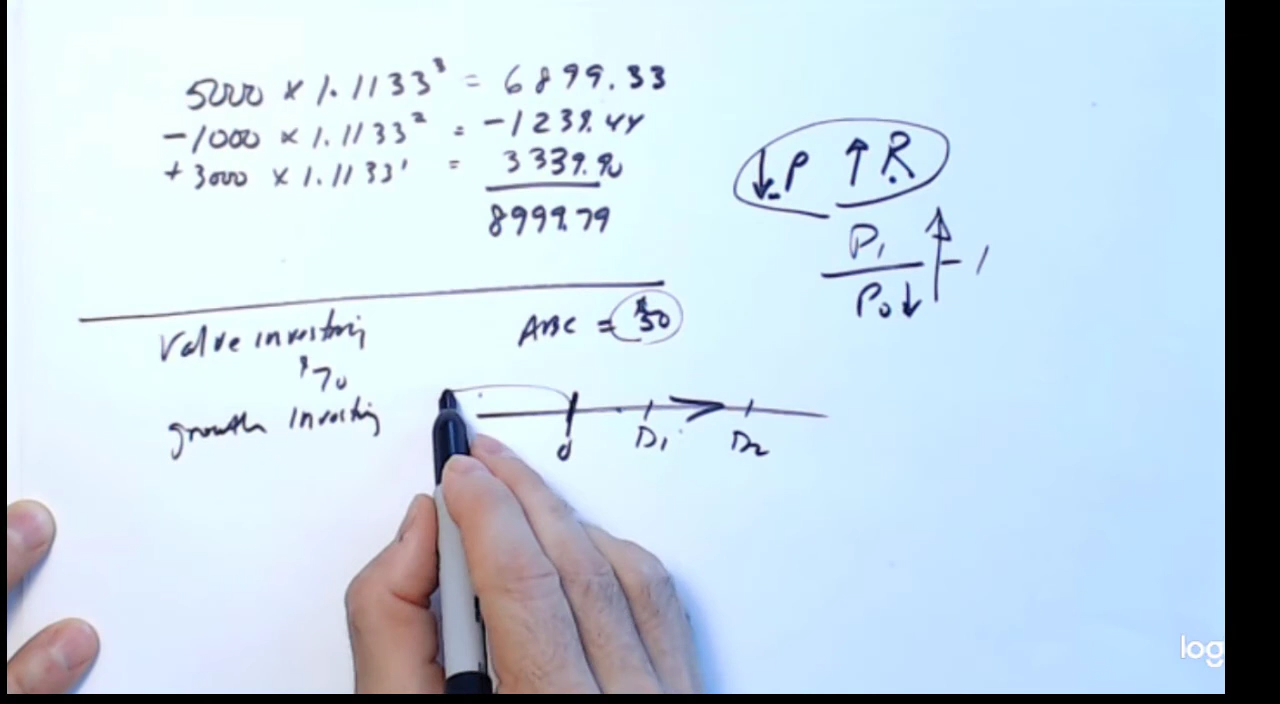 5000 × 1.1133³ = 6899.33
-1000 × 1.1133² = -1239.44
+3000 × 1.1133¹ = 3339.90
8999.79
↓P ↑R
P₁
P₀↓ ↑ - 1
Value investing
$70
growth investing
ABC = $50
0 D₁ D₂
log